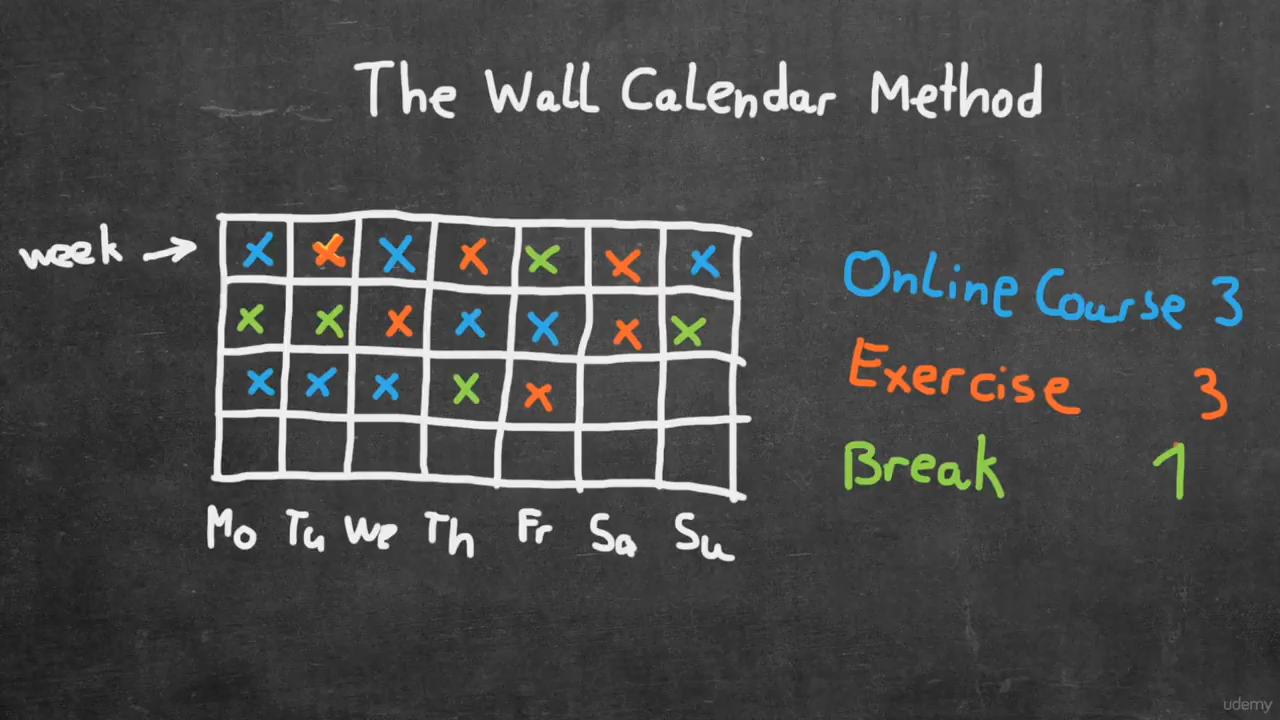 The Wall Calendar Method
week →
Online Course 3
Exercise 3
Break 1
Mo Tu We Th Fr Sa Su
udemy